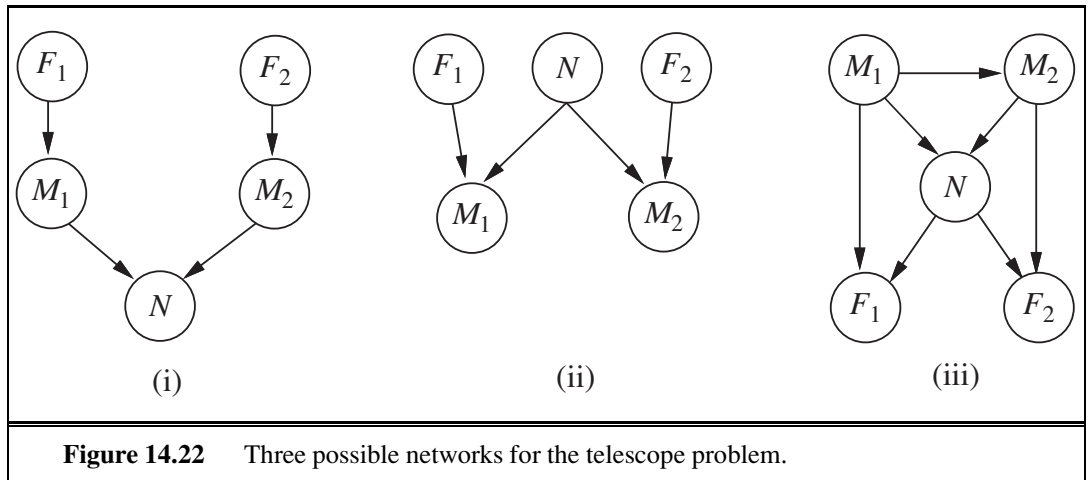 F1
F2
M1
M2
N
(i)
F1
N
F2
M1
M2
(ii)
M1
M2
N
F1
F2
(iii)
Figure 14.22 Three possible networks for the telescope problem.